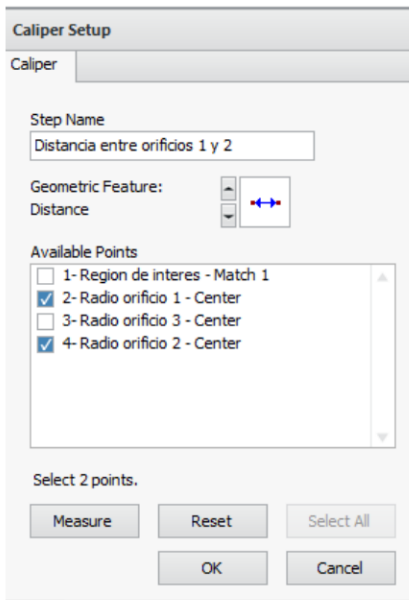 Caliper Setup
Caliper
Step Name
Distancia entre orificios 1 y 2
Geometric Feature:
Distance
Available Points
1- Region de interes - Match 1
2- Radio orificio 1 - Center
3- Radio orificio 3 - Center
4- Radio orificio 2 - Center
Select 2 points.
Measure Reset Select All
OK Cancel